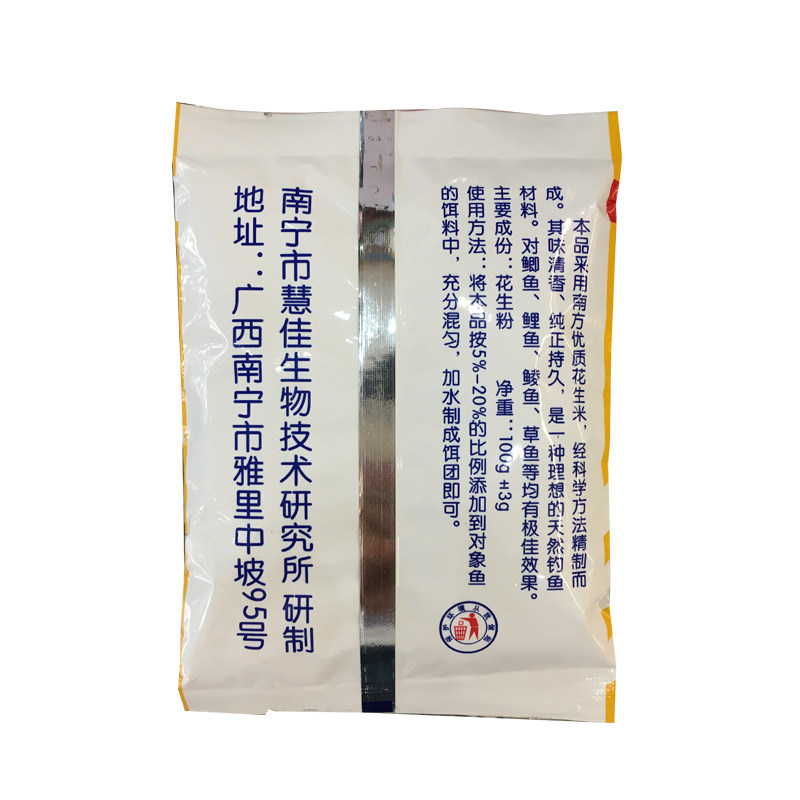 本品采用南方优质花生米，经科学方法精制而
成。其味清香、纯正持久，是一种理想的天然钓鱼
材料。对鲫鱼、鲤鱼、鲮鱼、草鱼等均有极佳效果。
主要成份：花生粉 净重：100g ±3g
使用方法：将本品按5%-20%的比例添加到对象鱼
的饵料中，充分混匀，加水制成饵团即可。
南宁市慧佳生物技术研究所 研制
地址：广西南宁市雅里中坡95号